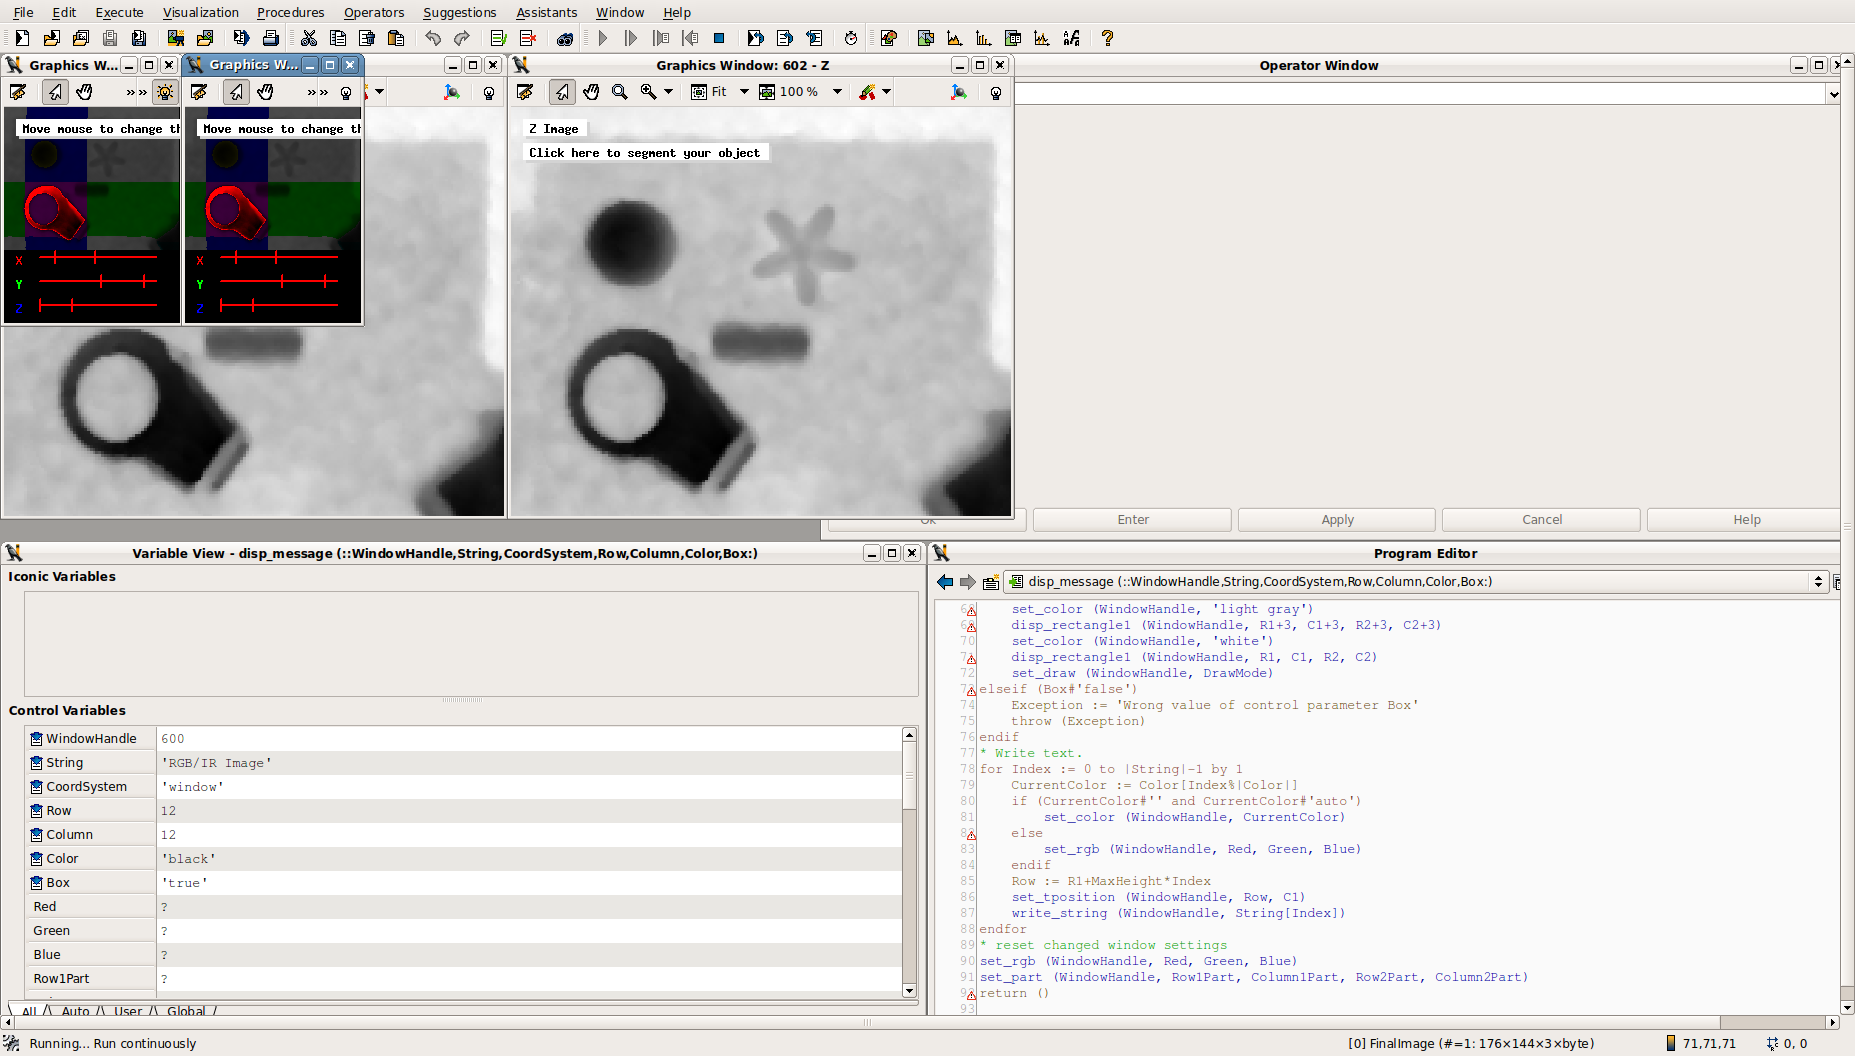 File Edit Execute Visualization Procedures Operators Suggestions Assistants Window Help
Graphics W...
Graphics W...
Graphics Window: 602 - Z
Operator Window
Fit 100 %
Move mouse to change th
Move mouse to change th
X
Y
Z
X
Y
Z
Z Image
Click here to segment your object
Ok Enter Apply Cancel Help
Variable View - disp_message (::WindowHandle,String,CoordSystem,Row,Column,Color,Box:)
Iconic Variables
Control Variables
WindowHandle 600
String 'RGB/IR Image'
CoordSystem 'window'
Row 12
Column 12
Color 'black'
Box 'true'
Red ?
Green ?
Blue ?
Row1Part ?
All Auto User Global
Program Editor
disp_message (::WindowHandle,String,CoordSystem,Row,Column,Color,Box:)
set_color (WindowHandle, 'light gray')
disp_rectangle1 (WindowHandle, R1+3, C1+3, R2+3, C2+3)
70 set_color (WindowHandle, 'white')
disp_rectangle1 (WindowHandle, R1, C1, R2, C2)
72 set_draw (WindowHandle, DrawMode)
elseif (Box#'false')
74 Exception := 'Wrong value of control parameter Box'
75 throw (Exception)
76 endif
77 * Write text.
78 for Index := 0 to |String|-1 by 1
79 CurrentColor := Color[Index%|Color|]
80 if (CurrentColor#'' and CurrentColor#'auto')
81 set_color (WindowHandle, CurrentColor)
else
83 set_rgb (WindowHandle, Red, Green, Blue)
84 endif
85 Row := R1+MaxHeight*Index
86 set_tposition (WindowHandle, Row, C1)
87 write_string (WindowHandle, String[Index])
88 endfor
89 * reset changed window settings
90 set_rgb (WindowHandle, Red, Green, Blue)
91 set_part (WindowHandle, Row1Part, Column1Part, Row2Part, Column2Part)
return ()
93
Running... Run continuously
[0] FinalImage (#=1: 176×144×3×byte) 71,71,71 0, 0